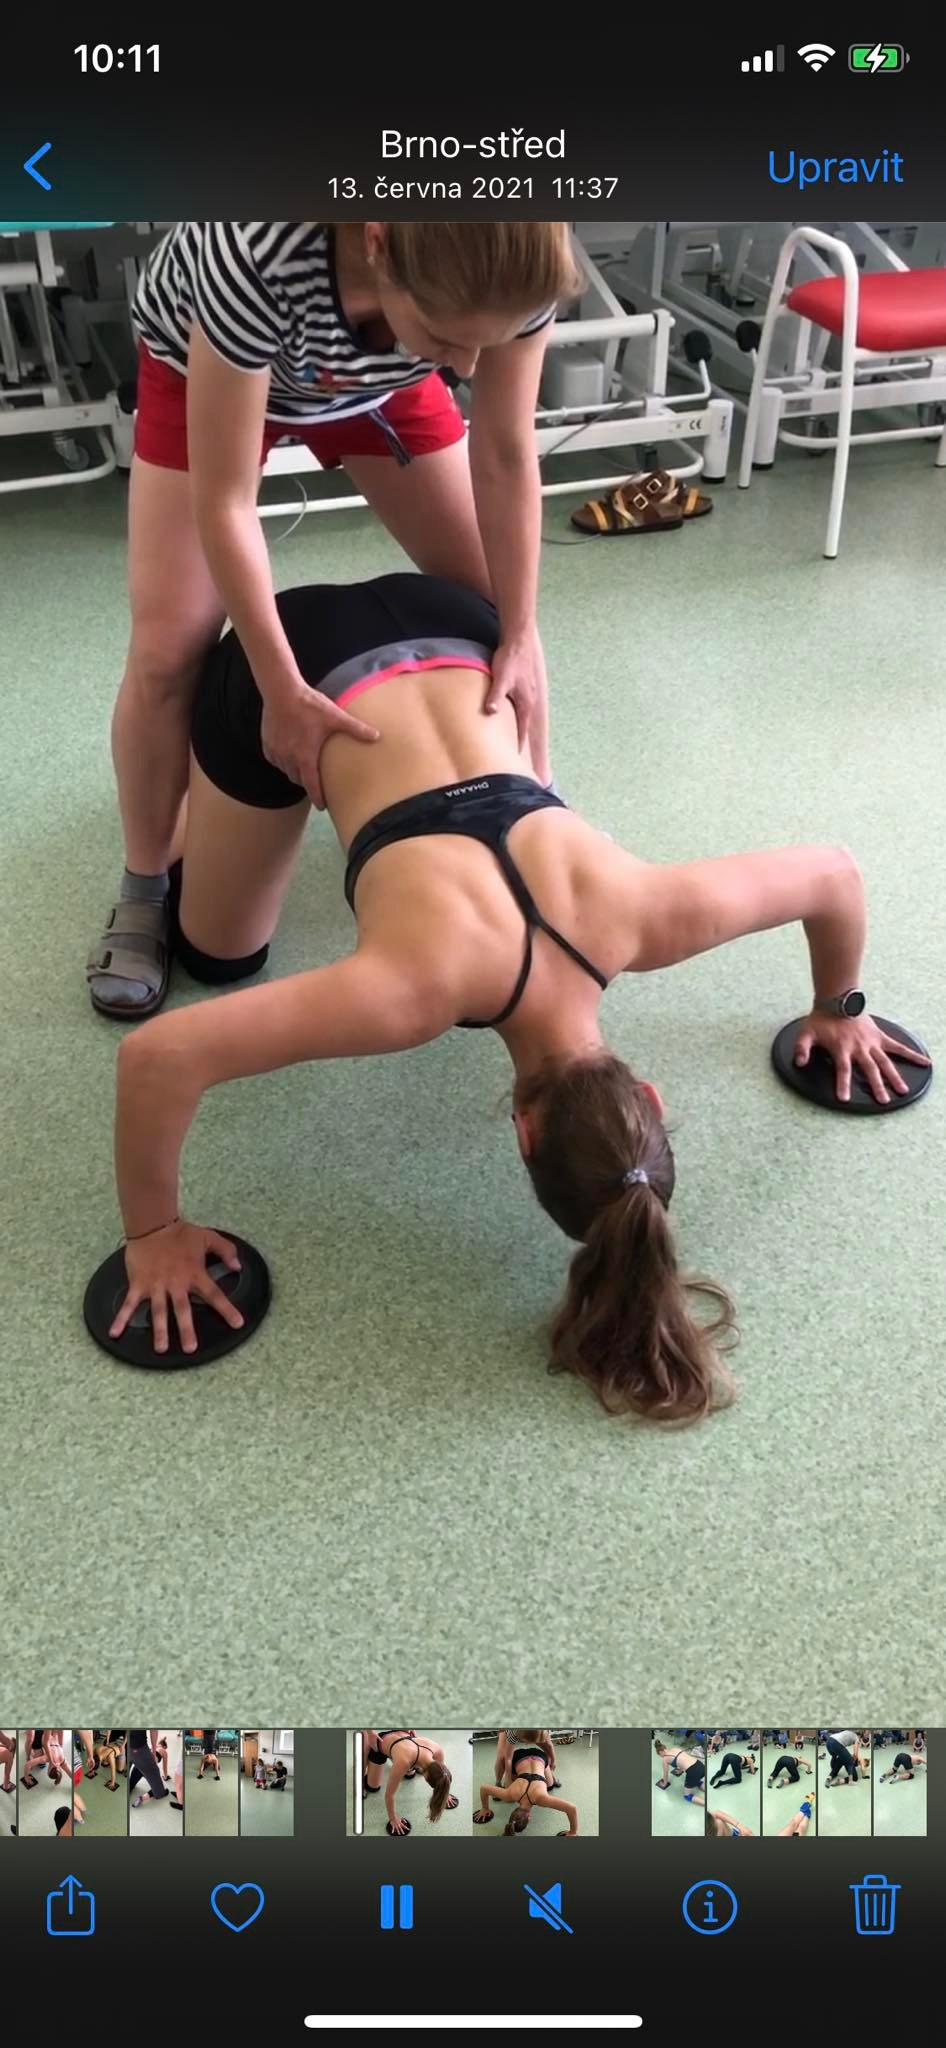 10:11
Brno-střed
13. června 2021 11:37
Upravit
DHAARA